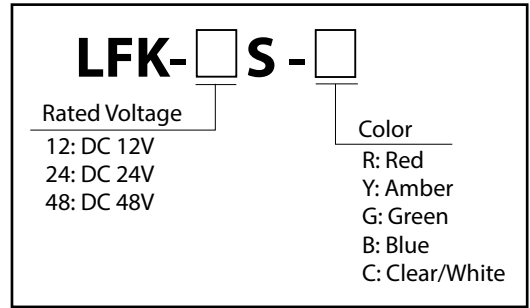 LFK-□S-□
Rated Voltage
12: DC 12V
24: DC 24V
48: DC 48V
Color
R: Red
Y: Amber
G: Green
B: Blue
C: Clear/White